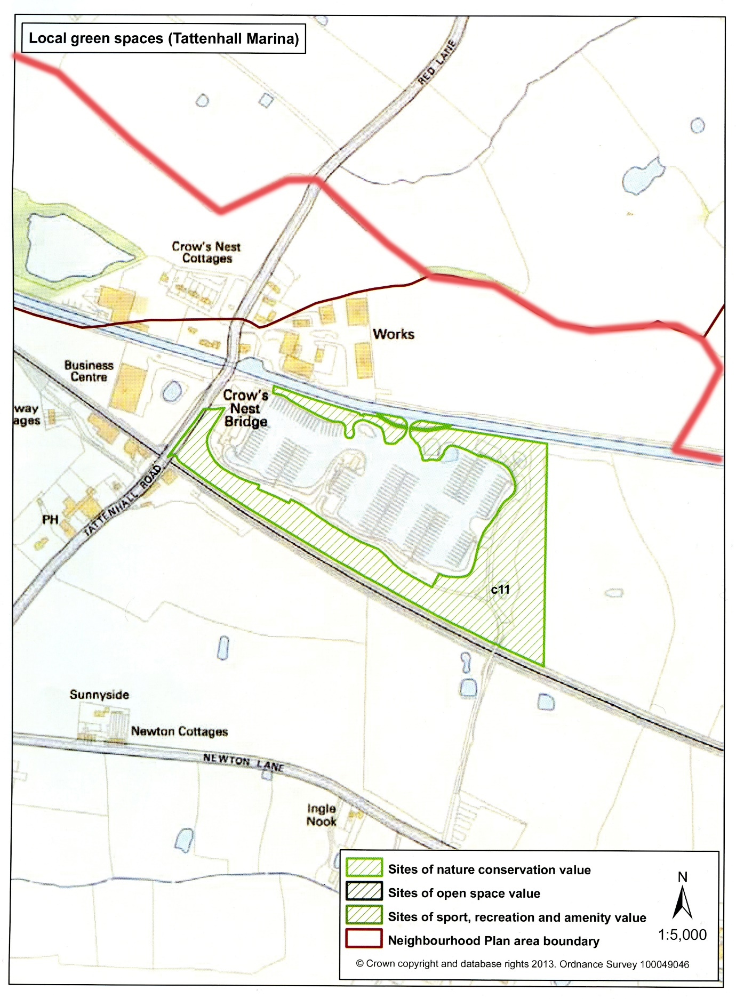 Local green spaces (Tattenhall Marina)
RED LANE
Crow's Nest
Cottages
Works
Business
Centre
way
ages
Crow's
Nest
Bridge
TATTENHALL ROAD
PH
c11
Sunnyside
Newton Cottages
NEWTON LANE
Ingle
Nook
Sites of nature conservation value
Sites of open space value
Sites of sport, recreation and amenity value
Neighbourhood Plan area boundary
N
1:5,000
© Crown copyright and database rights 2013. Ordnance Survey 100049046